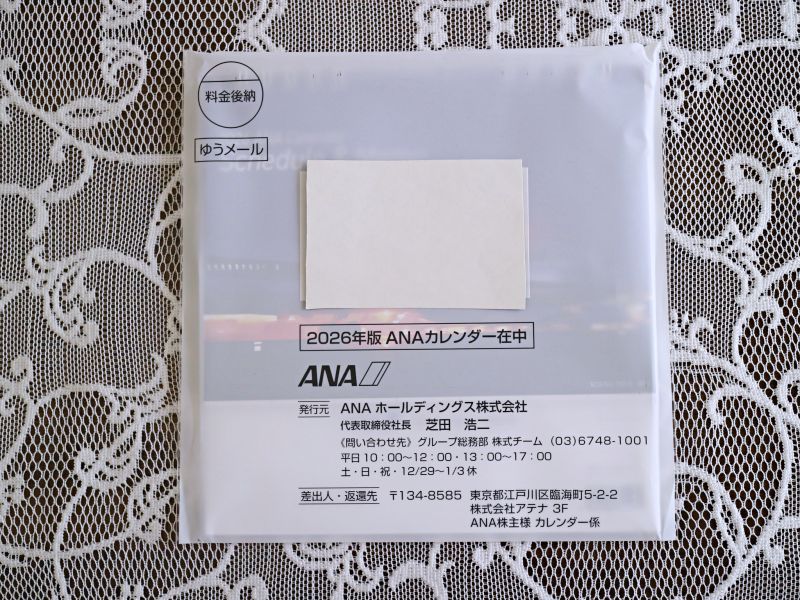 料金後納
ゆうメール
Schedule
2026年版 ANAカレンダー在中
ANA
発行元 ANA ホールディングス株式会社
代表取締役社長 芝田 浩二
《問い合わせ先》グループ総務部 株式チーム (03)6748-1001
平日10:00〜12:00・13:00〜17:00
土・日・祝・12/29〜1/3 休
差出人・返還先 〒134-8585 東京都江戸川区臨海町5-2-2
株式会社アテナ 3F
ANA株主様 カレンダー係